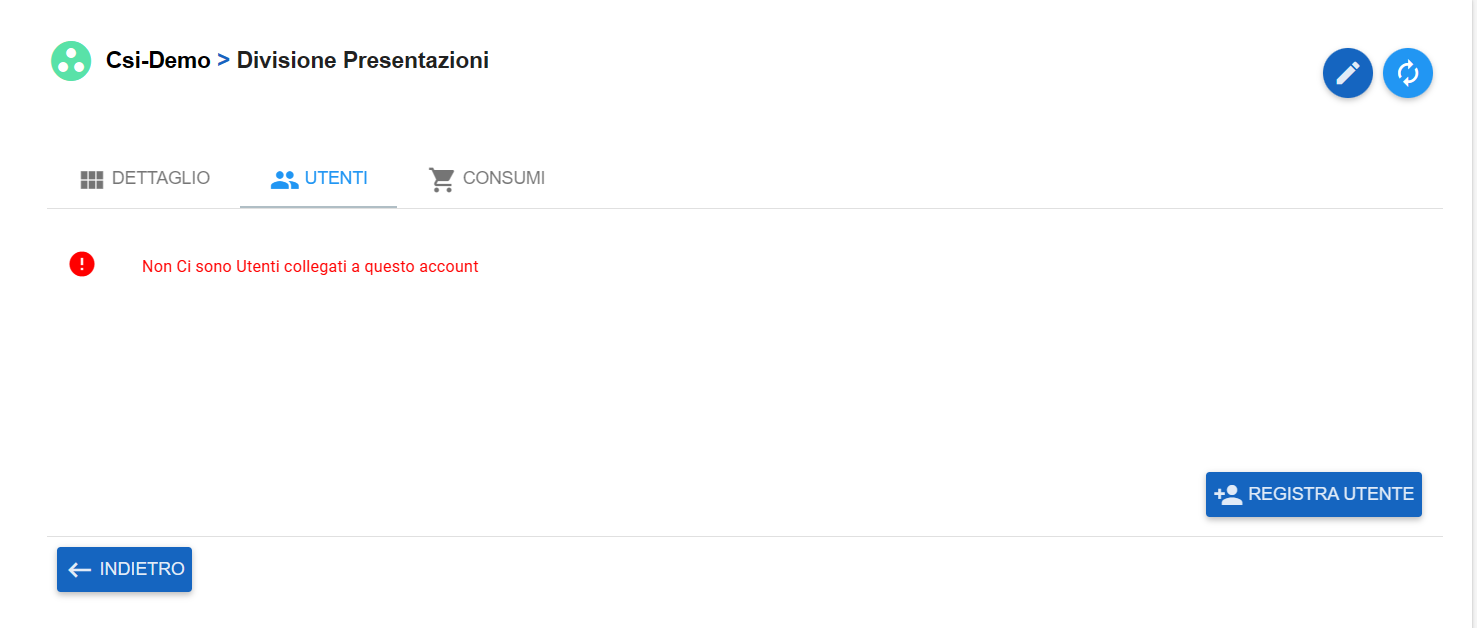 Csi-Demo > Divisione Presentazioni
DETTAGLIO UTENTI CONSUMI
Non Ci sono Utenti collegati a questo account
REGISTRA UTENTE
INDIETRO